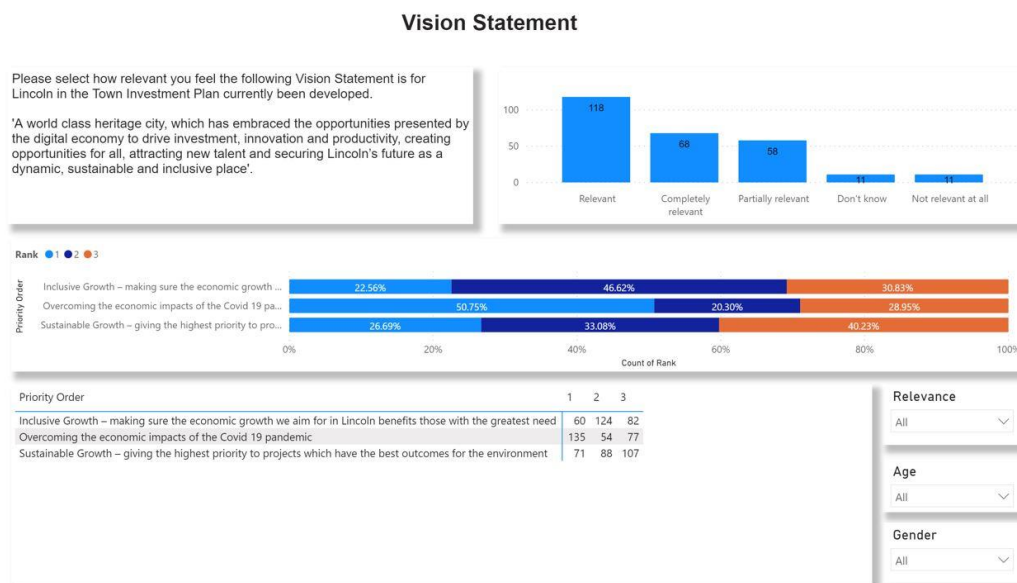 Vision Statement
Please select how relevant you feel the following Vision Statement is for
Lincoln in the Town Investment Plan currently been developed.
'A world class heritage city, which has embraced the opportunities presented by
the digital economy to drive investment, innovation and productivity, creating
opportunities for all, attracting new talent and securing Lincoln's future as a
dynamic, sustainable and inclusive place'.
100
50
0
118
68
58
11
11
Relevant
Completely
relevant
Partially relevant
Don't know
Not relevant at all
Rank 1 2 3
Priority Order
Inclusive Growth – making sure the economic growth ...
22.56% 46.62% 30.83%
Overcoming the economic impacts of the Covid 19 pa...
50.75% 20.30% 28.95%
Sustainable Growth – giving the highest priority to pro...
26.69% 33.08% 40.23%
0% 20% 40% 60% 80% 100%
Count of Rank
Priority Order 1 2 3
Inclusive Growth – making sure the economic growth we aim for in Lincoln benefits those with the greatest need 60 124 82
Overcoming the economic impacts of the Covid 19 pandemic 135 54 77
Sustainable Growth – giving the highest priority to projects which have the best outcomes for the environment 71 88 107
Relevance
All
Age
All
Gender
All